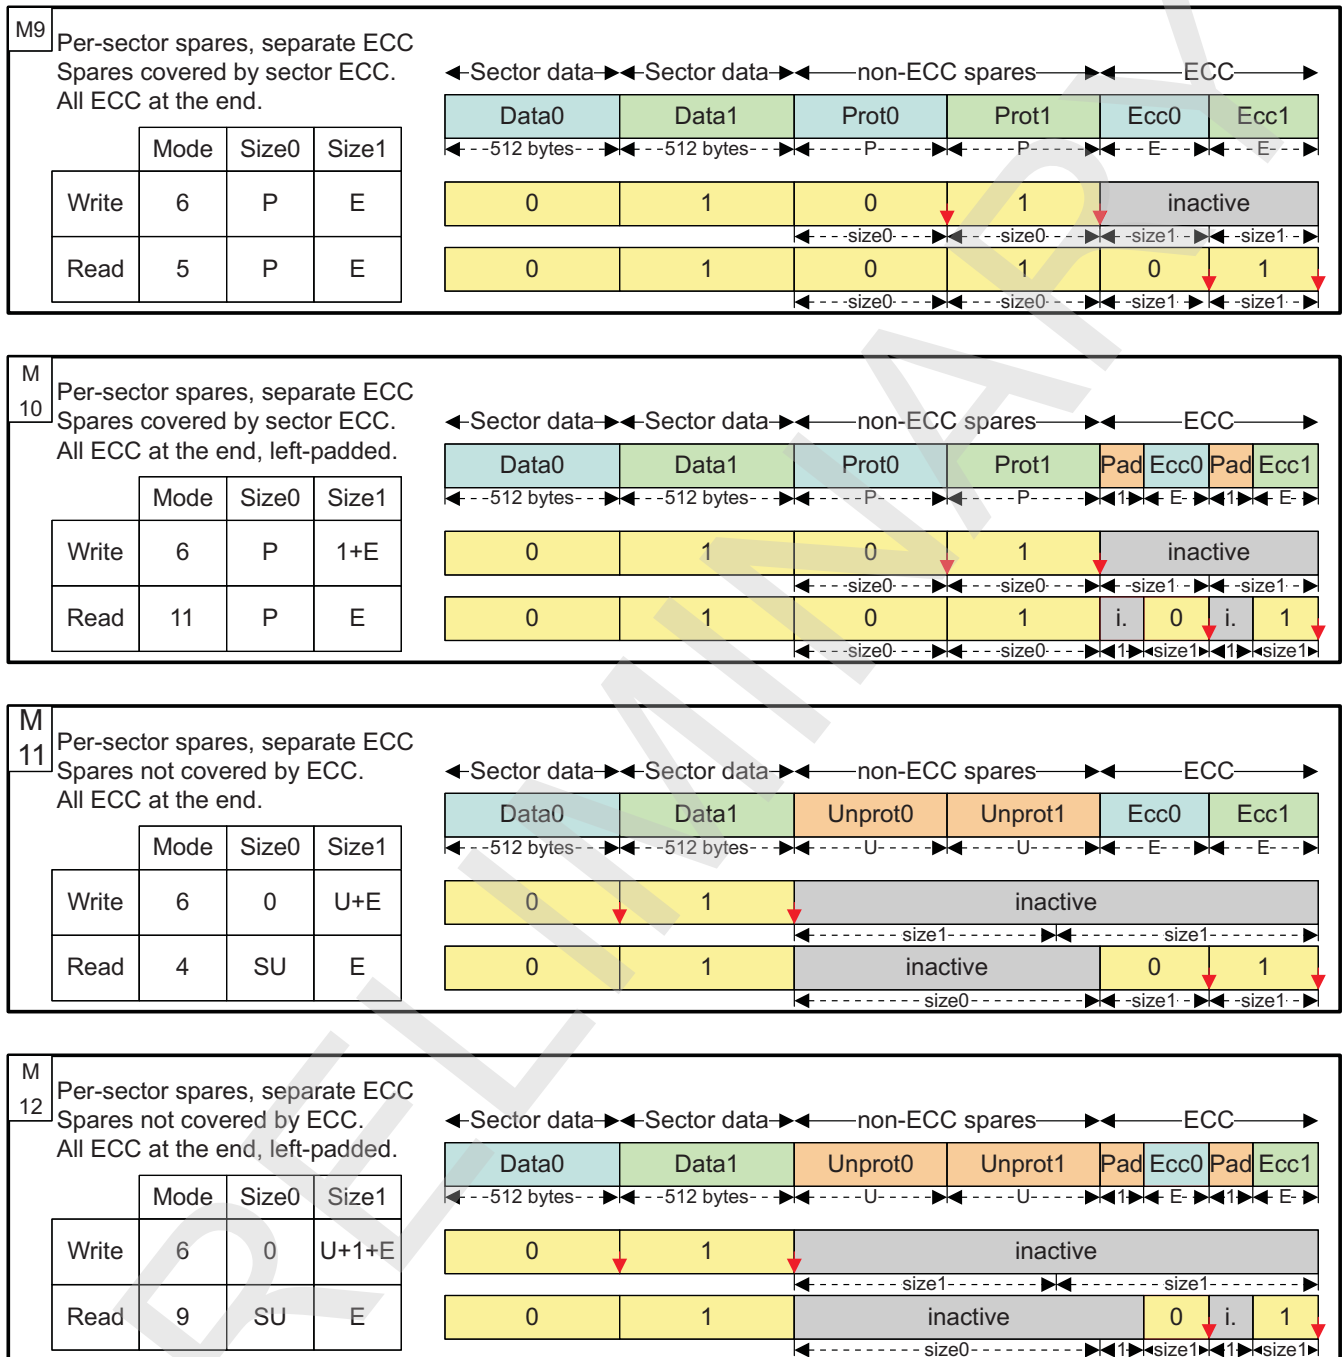 M9
Per-sector spares, separate ECC
Spares covered by sector ECC.
All ECC at the end.
Mode Size0 Size1
Write 6 P E
Read 5 P E
Sector data Sector data non-ECC spares ECC
Data0 Data1 Prot0 Prot1 Ecc0 Ecc1
512 bytes 512 bytes P P E E
0 1 0 1 inactive
size0 size0 size1 size1
0 1 0 1 0 1
size0 size0 size1 size1
M
10
Per-sector spares, separate ECC
Spares covered by sector ECC.
All ECC at the end, left-padded.
Mode Size0 Size1
Write 6 P 1+E
Read 11 P E
Sector data Sector data non-ECC spares ECC
Data0 Data1 Prot0 Prot1 Pad Ecc0 Pad Ecc1
512 bytes 512 bytes P P 1 E 1 E
0 1 0 1 inactive
size0 size0 size1 size1
0 1 0 1 i. 0 i. 1
size0 size0 1 size1 1 size1
M
11
Per-sector spares, separate ECC
Spares not covered by ECC.
All ECC at the end.
Mode Size0 Size1
Write 6 0 U+E
Read 4 SU E
Sector data Sector data non-ECC spares ECC
Data0 Data1 Unprot0 Unprot1 Ecc0 Ecc1
512 bytes 512 bytes U U E E
0 1 inactive
size1 size1
0 1 inactive 0 1
size0 size1 size1
M
12
Per-sector spares, separate ECC
Spares not covered by ECC.
All ECC at the end, left-padded.
Mode Size0 Size1
Write 6 0 U+1+E
Read 9 SU E
Sector data Sector data non-ECC spares ECC
Data0 Data1 Unprot0 Unprot1 Pad Ecc0 Pad Ecc1
512 bytes 512 bytes U U 1 E 1 E
0 1 inactive
size1 size1
0 1 inactive 0 i. 1
size0 1 size1 1 size1
RELIMINARY